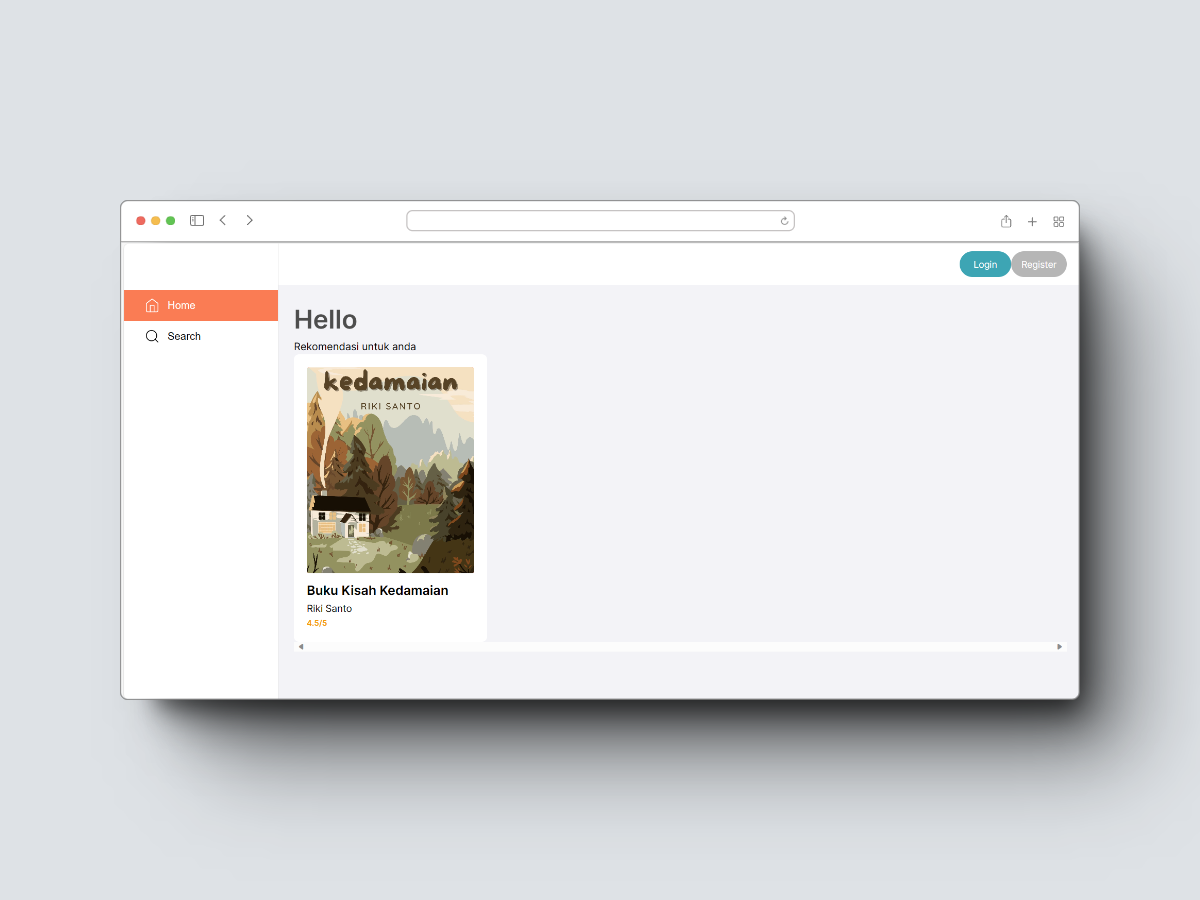 Login
Register
Home
Search
Hello
Rekomendasi untuk anda
kedamaian
RIKI SANTO
Buku Kisah Kedamaian
Riki Santo
4.5/5